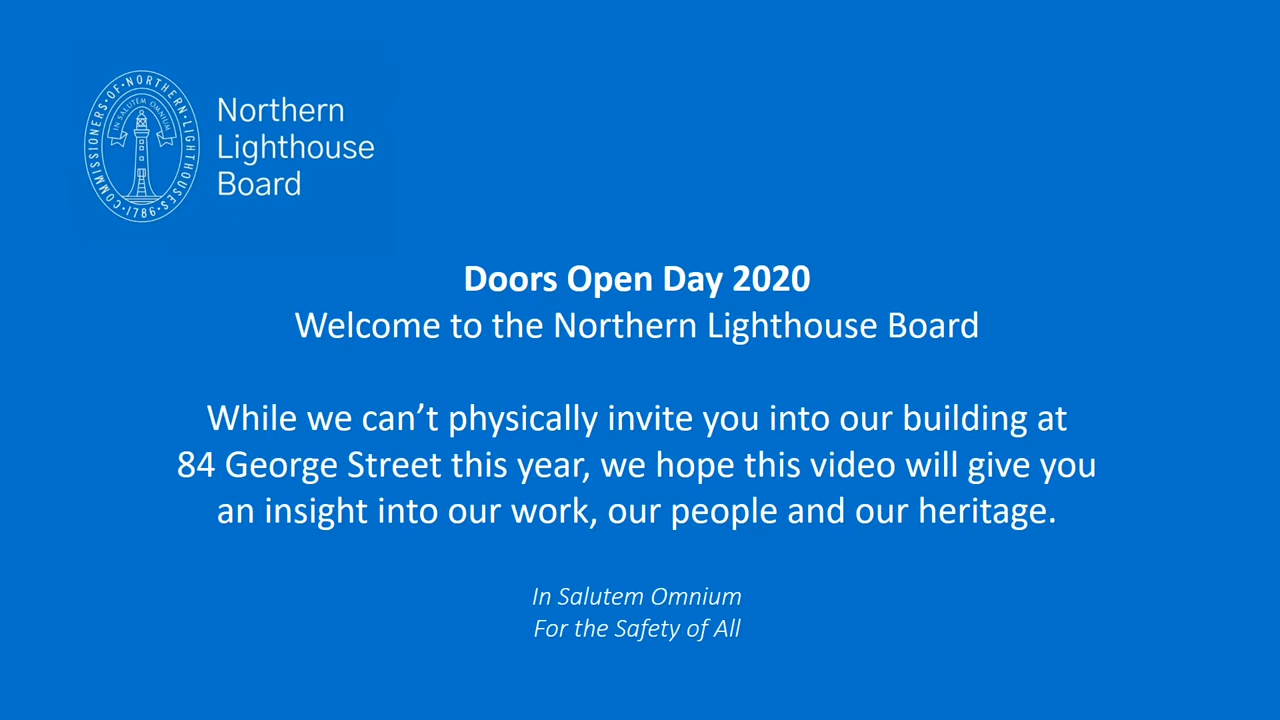 COMMISSIONERS·OF·NORTHERN·LIGHTHOUSES
·1786·
IN SALUTEM OMNIUM
Northern
Lighthouse
Board
Doors Open Day 2020
Welcome to the Northern Lighthouse Board
While we can’t physically invite you into our building at
84 George Street this year, we hope this video will give you
an insight into our work, our people and our heritage.
In Salutem Omnium
For the Safety of All